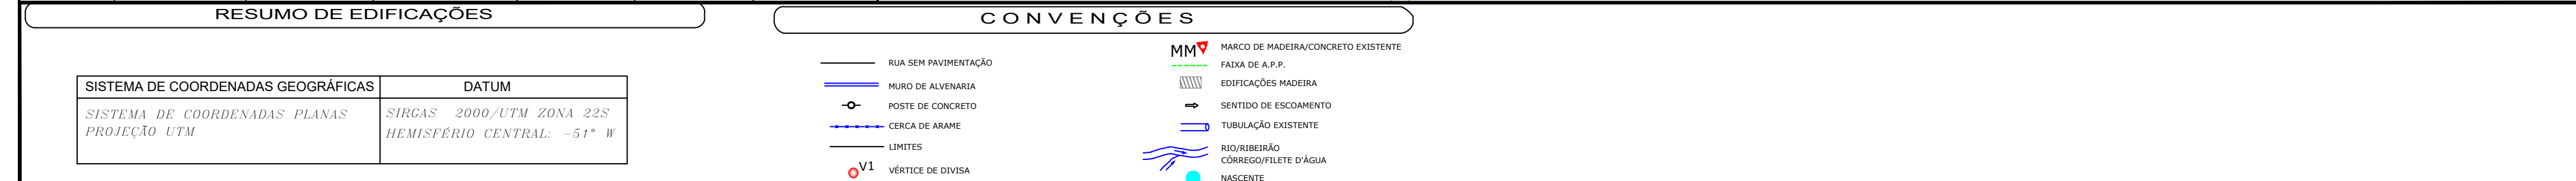 RESUMO DE EDIFICAÇÕES
SISTEMA DE COORDENADAS GEOGRÁFICAS
DATUM
SISTEMA DE COORDENADAS PLANAS
PROJEÇÃO UTM
SIRGAS 2000/UTM ZONA 22S
HEMISFÉRIO CENTRAL: -51° W
CONVENÇÕES
RUA SEM PAVIMENTAÇÃO
MURO DE ALVENARIA
POSTE DE CONCRETO
CERCA DE ARAME
LIMITES
V1 VÉRTICE DE DIVISA
MM MARCO DE MADEIRA/CONCRETO EXISTENTE
FAIXA DE A.P.P.
EDIFICAÇÕES MADEIRA
SENTIDO DE ESCOAMENTO
TUBULAÇÃO EXISTENTE
RIO/RIBEIRÃO
CÓRREGO/FILETE D'ÁGUA
NASCENTE